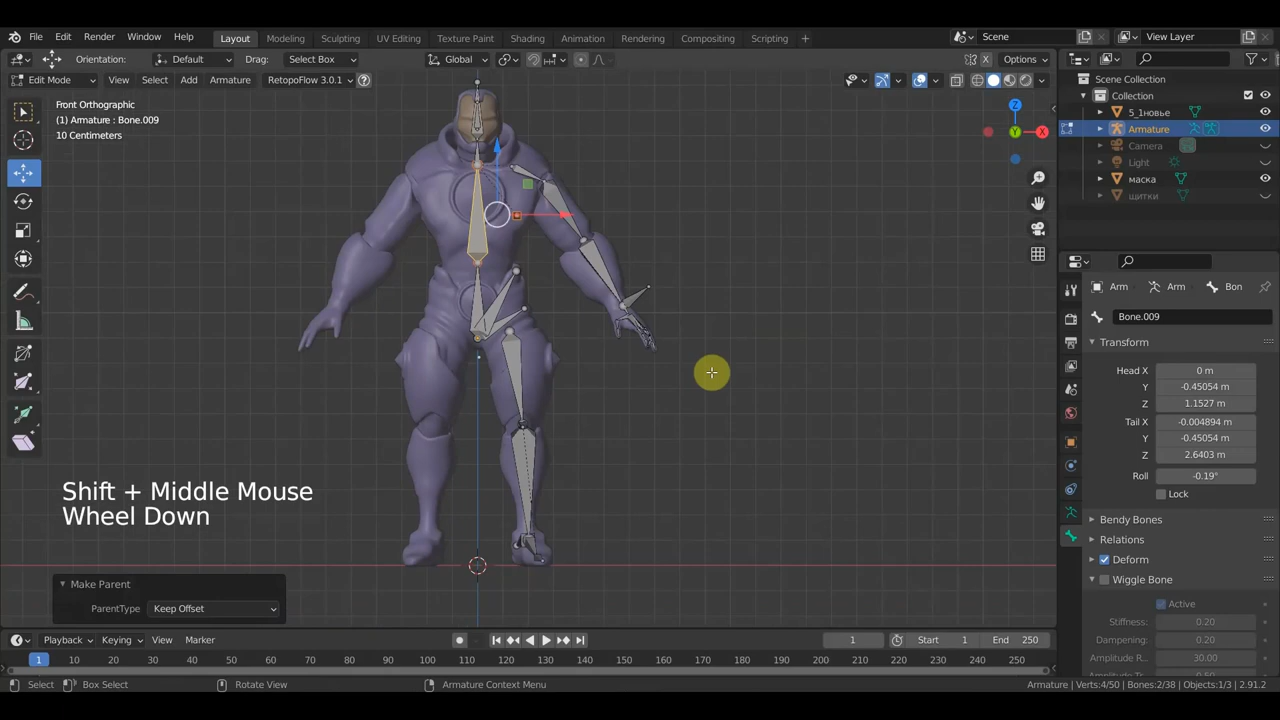 File Edit Render Window Help Layout Modeling Sculpting UV Editing Texture Paint Shading Animation Rendering Compositing Scripting + Scene View Layer
Orientation: Default Drag: Select Box Global X Options
Edit Mode View Select Add Armature RetopoFlow 3.0.1
Scene Collection
Collection
5_1новье
Armature
Camera
Light
маска
щитки
Front Orthographic
(1) Armature : Bone.009
10 Centimeters
Z
X
Y
Arm Arm Bon
Bone.009
Transform
Head X 0 m
Y -0.45054 m
Z 1.1527 m
Tail X -0.004894 m
Y -0.45054 m
Z 2.6403 m
Roll -0.19°
Lock
Bendy Bones
Relations
Deform
Wiggle Bone
Active
Stiffness: 0.20
Dampening: 0.20
Amplitude R... 30.00
Shift + Middle Mouse
Wheel Down
Make Parent
ParentType Keep Offset
Playback Keying View Marker 1 Start 1 End 250
1 10 20 30 40 50 60 70 80 90 100 110 120 130 140 150 160 170 180 190 200 210 220 230 240 250
Select Box Select Rotate View Armature Context Menu Armature | Verts:4/50 | Bones:2/38 | Objects:1/3 | 2.91.2